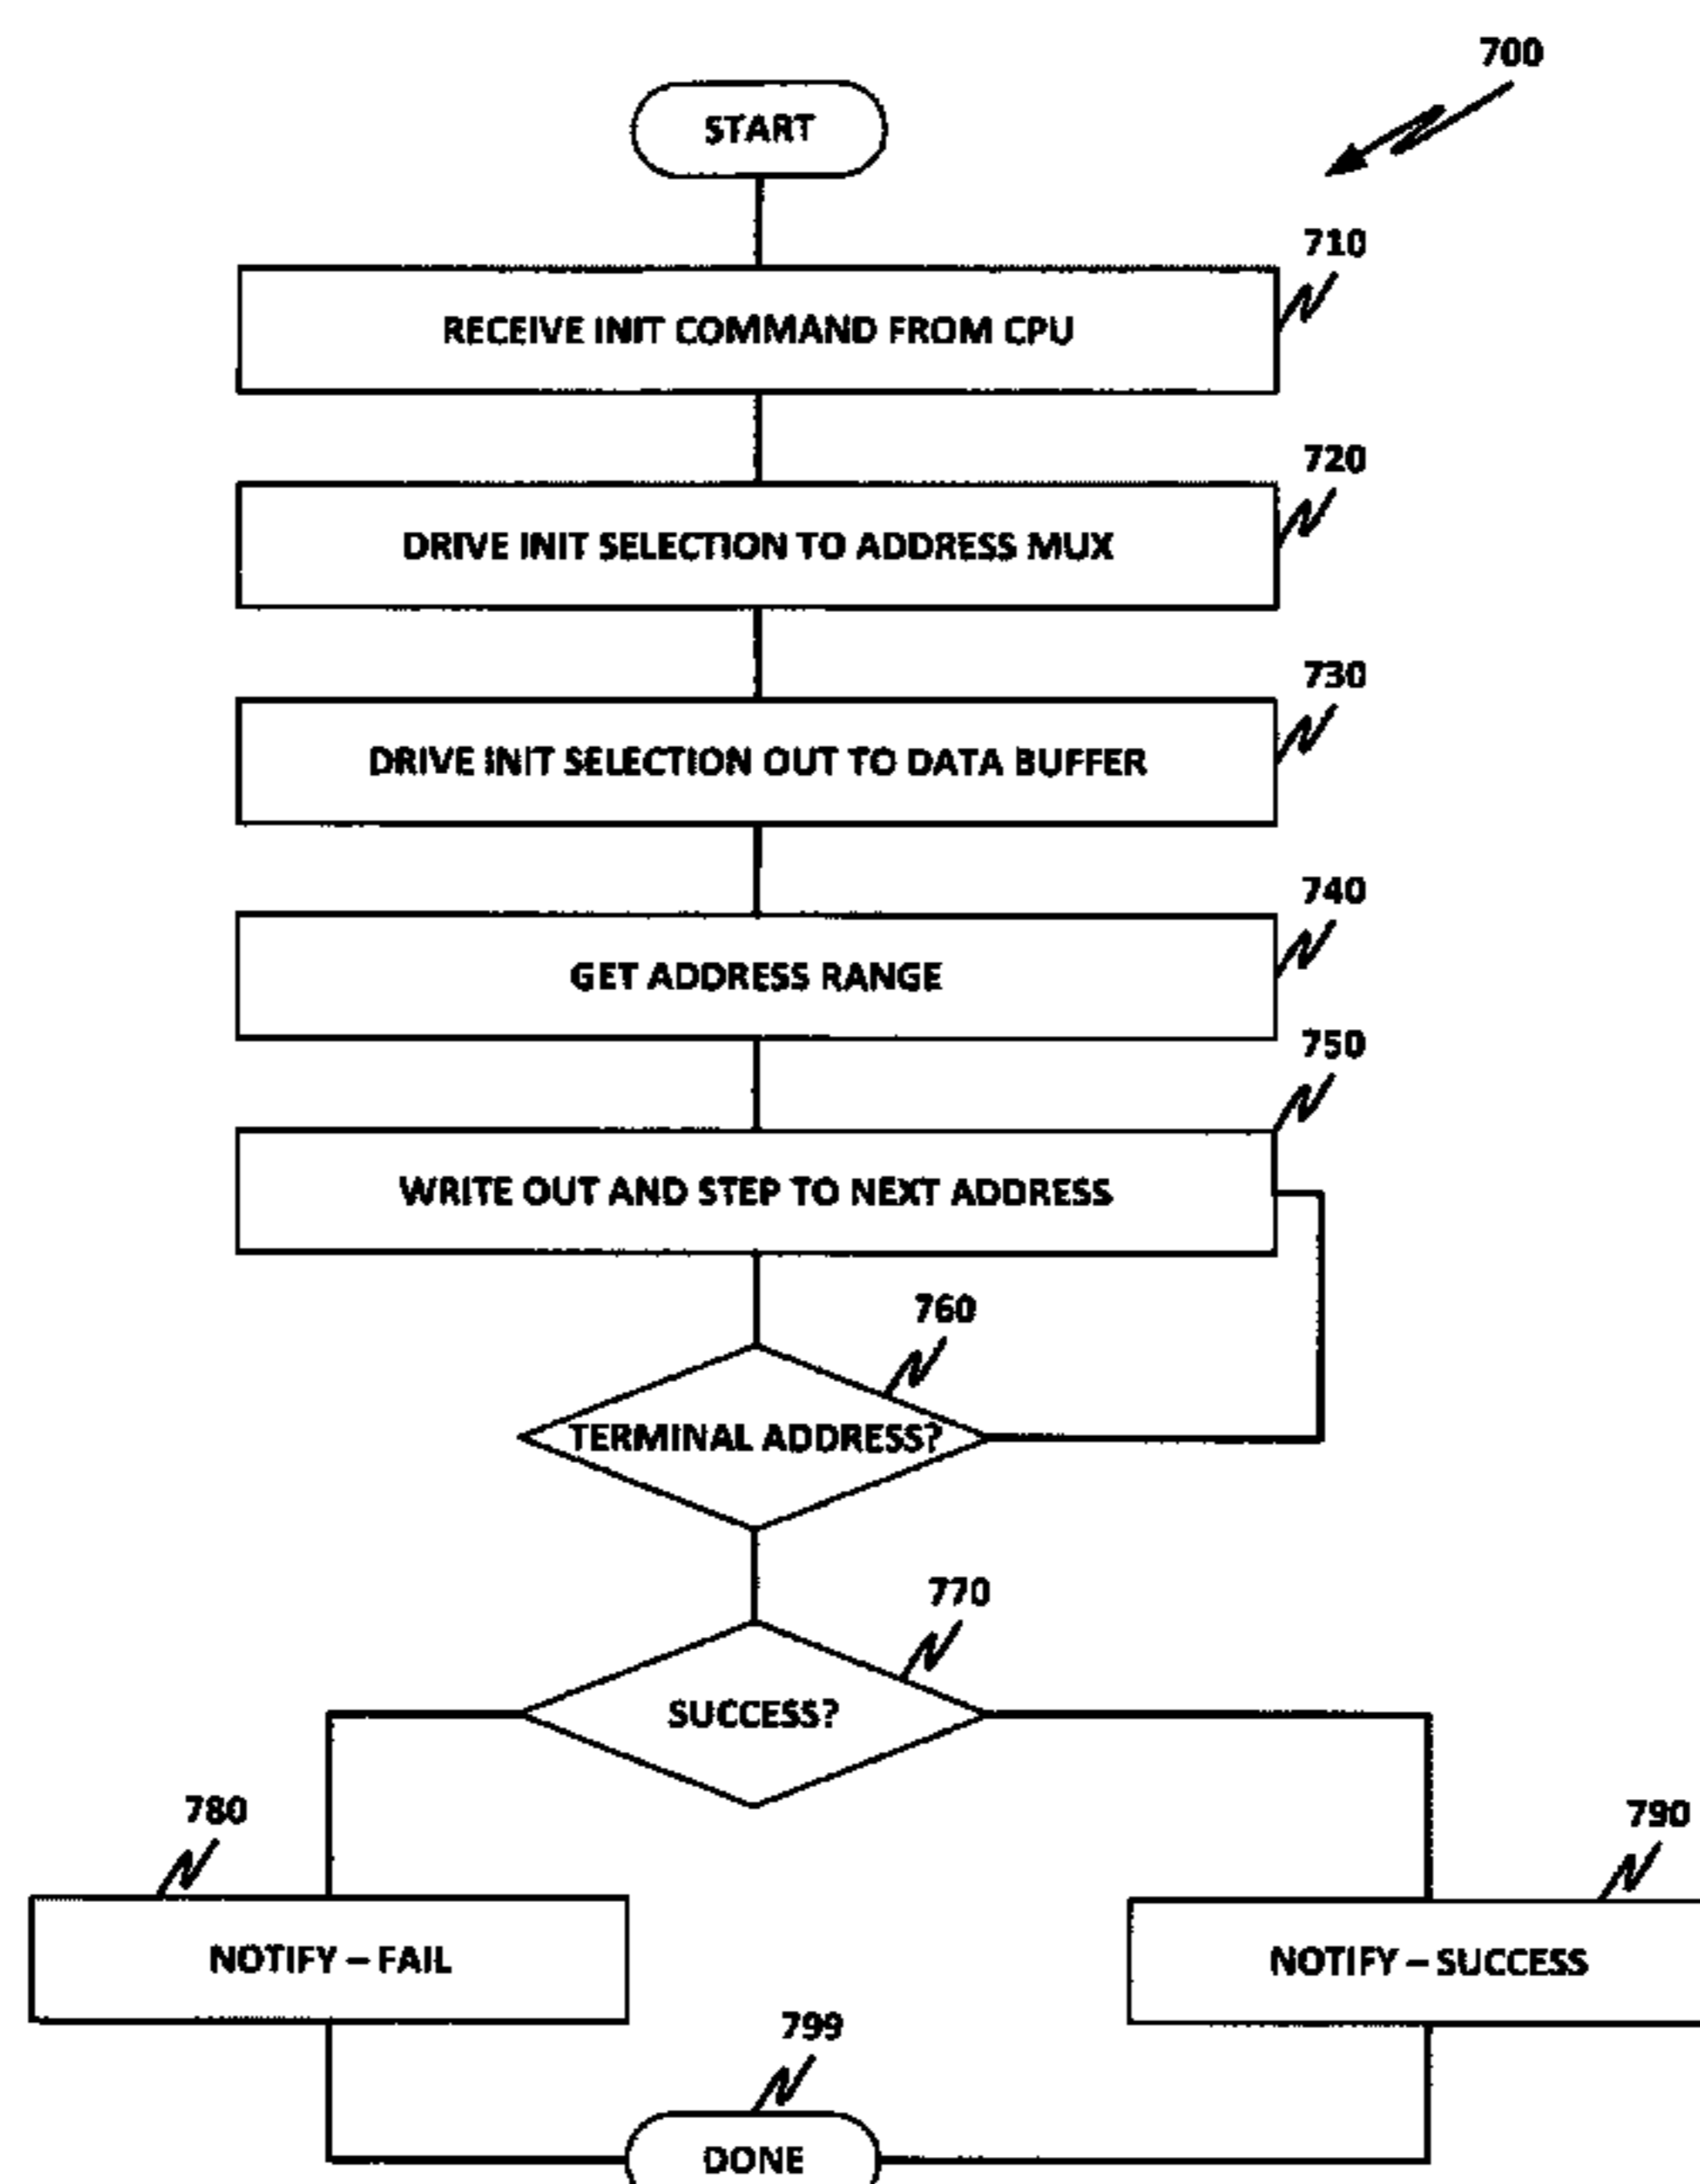 700
START
710
RECEIVE INIT COMMAND FROM CPU
720
DRIVE INIT SELECTION TO ADDRESS MUX
730
DRIVE INIT SELECTION OUT TO DATA BUFFER
740
GET ADDRESS RANGE
750
WRITE OUT AND STEP TO NEXT ADDRESS
760
TERMINAL ADDRESS?
770
SUCCESS?
780
790
NOTIFY – FAIL
NOTIFY – SUCCESS
799
DONE